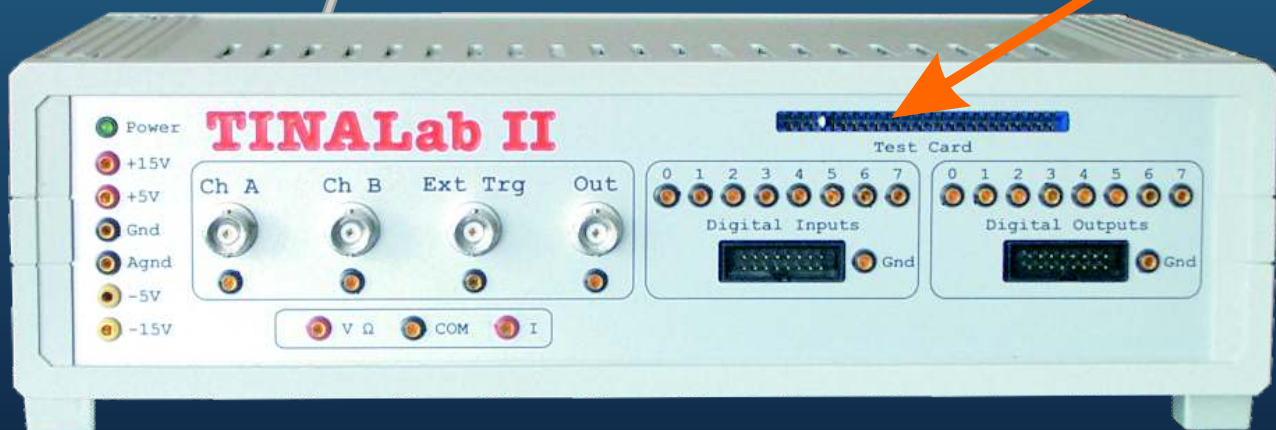 Power
+15V
+5V
Gnd
Agnd
-5V
-15V
TINALab II
Ch A Ch B Ext Trg Out
V Ω COM I
Test Card
0 1 2 3 4 5 6 7
Digital Inputs
Gnd
0 1 2 3 4 5 6 7
Digital Outputs
Gnd